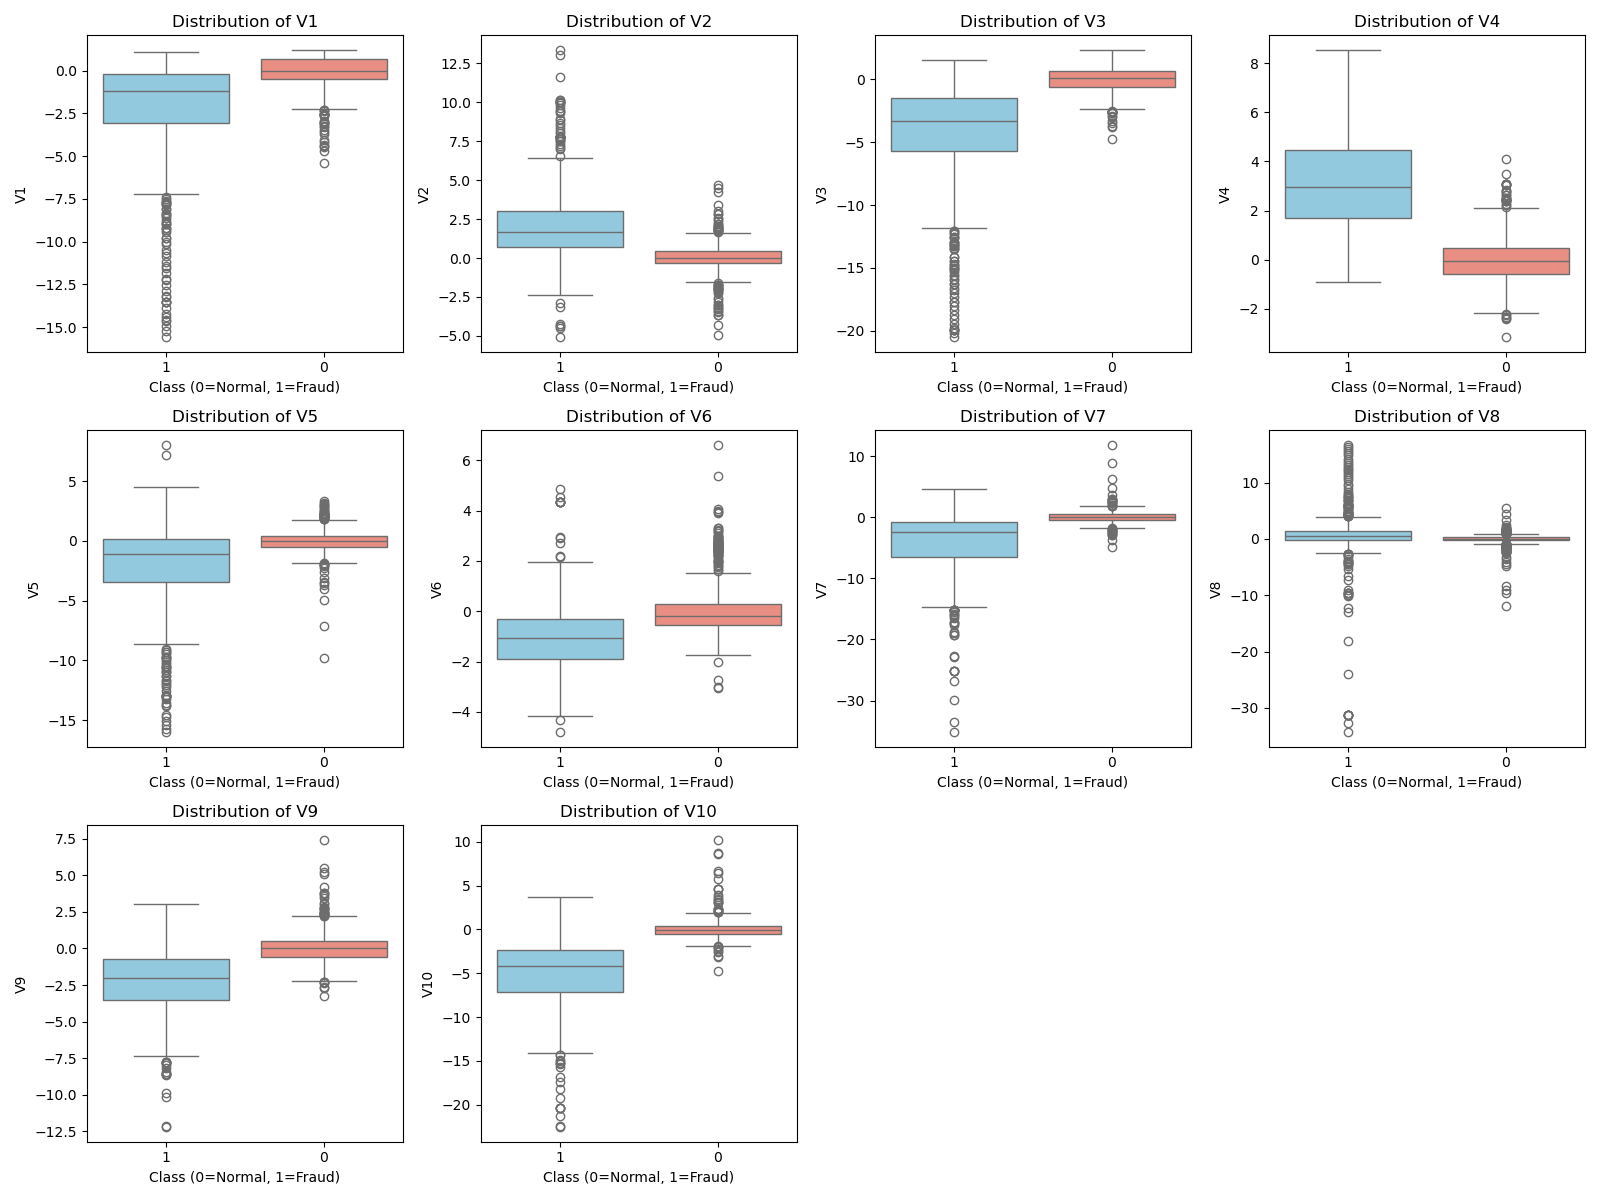 Distribution of V1
0.0
−2.5
−5.0
−7.5
−10.0
−12.5
−15.0
V1
1 0
Class (0=Normal, 1=Fraud)
Distribution of V2
12.5
10.0
7.5
5.0
2.5
0.0
−2.5
−5.0
V2
1 0
Class (0=Normal, 1=Fraud)
Distribution of V3
0
−5
−10
−15
−20
V3
1 0
Class (0=Normal, 1=Fraud)
Distribution of V4
8
6
4
2
0
−2
V4
1 0
Class (0=Normal, 1=Fraud)
Distribution of V5
5
0
−5
−10
−15
V5
1 0
Class (0=Normal, 1=Fraud)
Distribution of V6
6
4
2
0
−2
−4
V6
1 0
Class (0=Normal, 1=Fraud)
Distribution of V7
10
0
−10
−20
−30
V7
1 0
Class (0=Normal, 1=Fraud)
Distribution of V8
10
0
−10
−20
−30
V8
1 0
Class (0=Normal, 1=Fraud)
Distribution of V9
7.5
5.0
2.5
0.0
−2.5
−5.0
−7.5
−10.0
−12.5
V9
1 0
Class (0=Normal, 1=Fraud)
Distribution of V10
10
5
0
−5
−10
−15
−20
V10
1 0
Class (0=Normal, 1=Fraud)